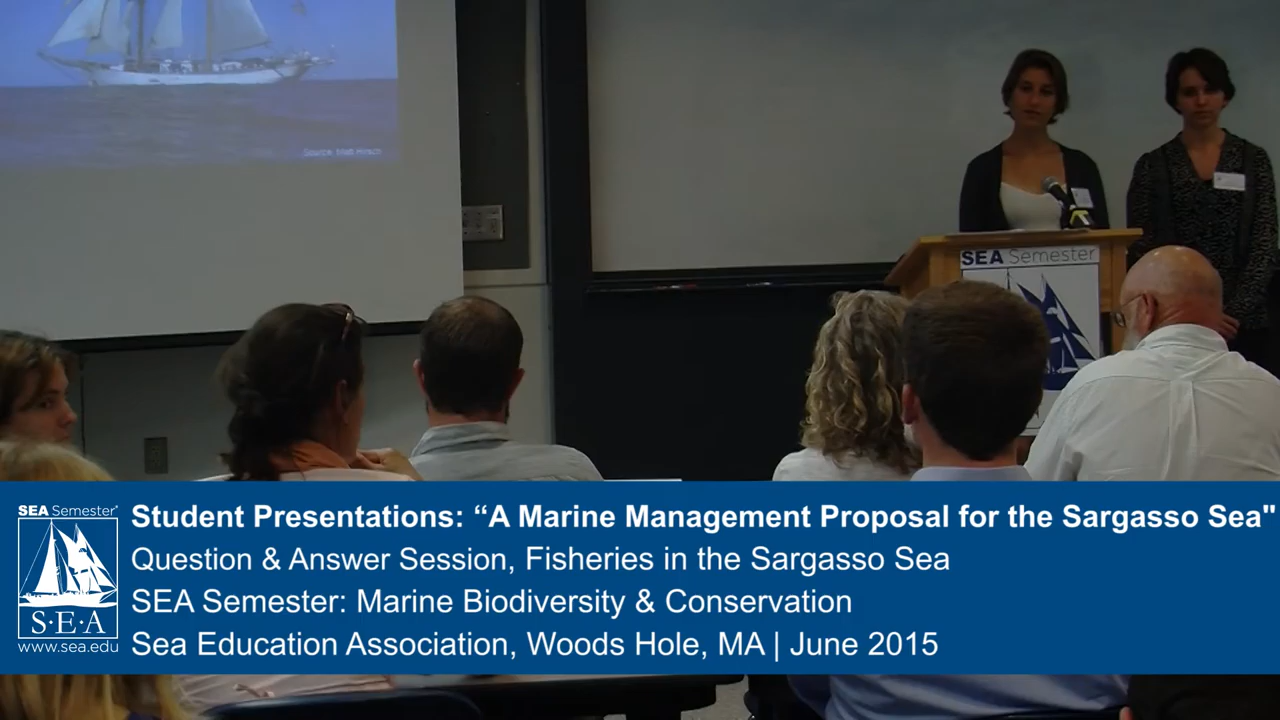 Source: Matt Hirsch
SEA Semester
SEA Semester®
S·E·A
www.sea.edu
Student Presentations: “A Marine Management Proposal for the Sargasso Sea"
Question & Answer Session, Fisheries in the Sargasso Sea
SEA Semester: Marine Biodiversity & Conservation
Sea Education Association, Woods Hole, MA | June 2015